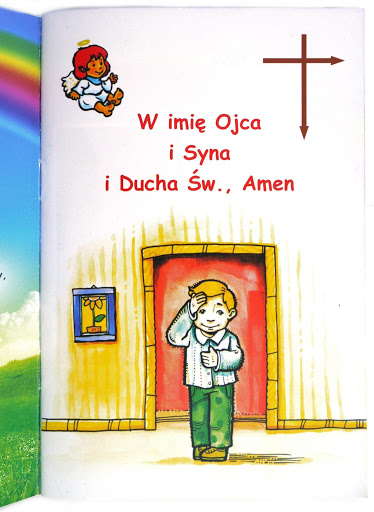 W imię Ojca
i Syna
i Ducha Św., Amen